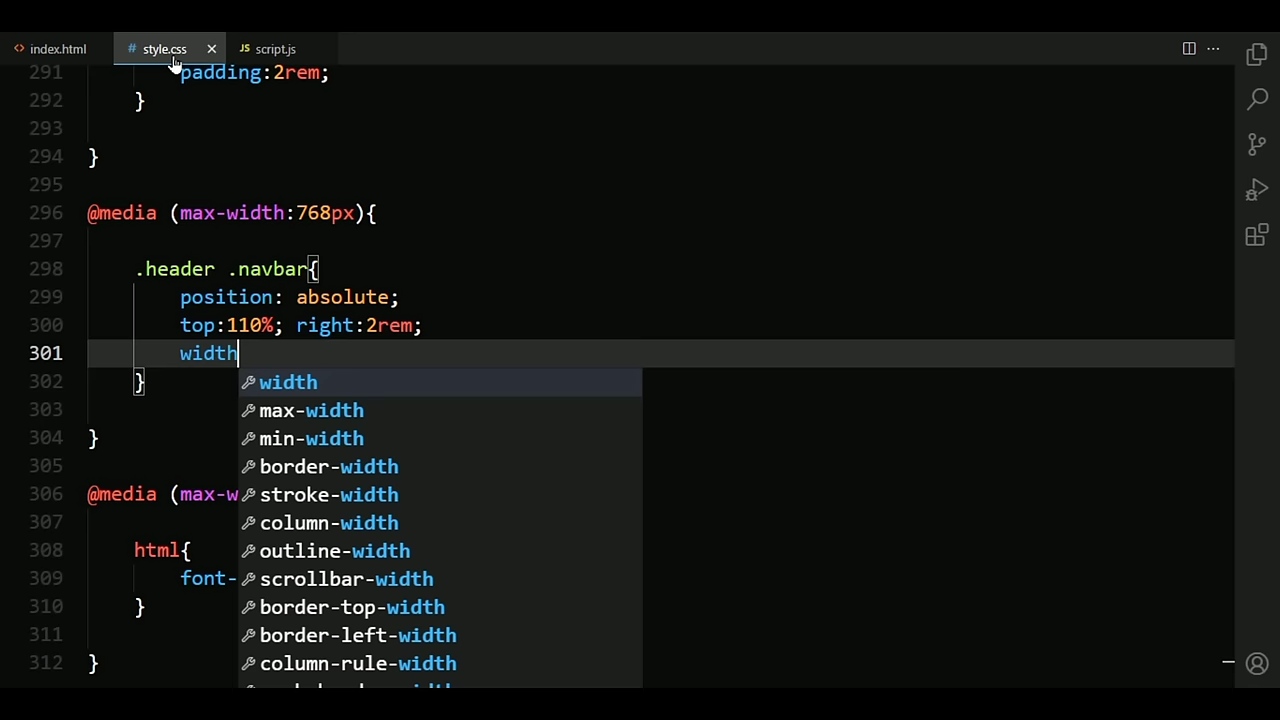 index.html
# style.css
JS script.js
291 padding:2rem;
292 }
293
294 }
295
296 @media (max-width:768px){
297
298 .header .navbar{
299 position: absolute;
300 top:110%; right:2rem;
301 width
302 }
width
303
max-width
304 }
min-width
305
border-width
306 @media (max-w
stroke-width
307
column-width
308 html{
outline-width
309 font-
scrollbar-width
310 }
border-top-width
311
border-left-width
312 }
column-rule-width